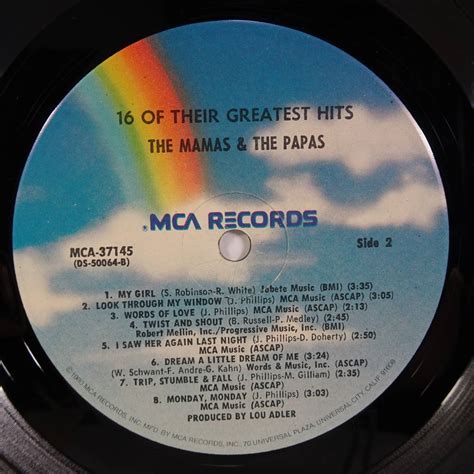 16 OF THEIR GREATEST HITS
THE MAMAS & THE PAPAS
MCA RECORDS
MCA-37145
(DS-50064-B)
Side 2
1. MY GIRL (S. Robinson-R. White) Jobete Music (BMI) (3:35)
2. LOOK THROUGH MY WINDOW (J. Phillips) MCA Music (ASCAP) (3:05)
3. WORDS OF LOVE (J. Phillips) MCA Music (ASCAP) (2:13)
4. TWIST AND SHOUT (B. Russell-P. Medley) (2:45)
Robert Mellin, Inc./Progressive Music, Inc. (BMI)
5. I SAW HER AGAIN LAST NIGHT (J. Phillips-D. Doherty) (2:50)
MCA Music (ASCAP)
6. DREAM A LITTLE DREAM OF ME (3:24)
(W. Schwant-F. Andre-G. Kahn) Words & Music, Inc. (ASCAP)
7. TRIP, STUMBLE & FALL (J. Phillips-M. Gilliam) (2:35)
MCA Music (ASCAP)
8. MONDAY, MONDAY (J. Phillips) (3:03)
MCA Music (ASCAP)
PRODUCED BY LOU ADLER
MCA RECORDS, INC. MFG BY MCA RECORDS, INC. 70 UNIVERSAL PLAZA, UNIVERSAL CITY, CALIF.